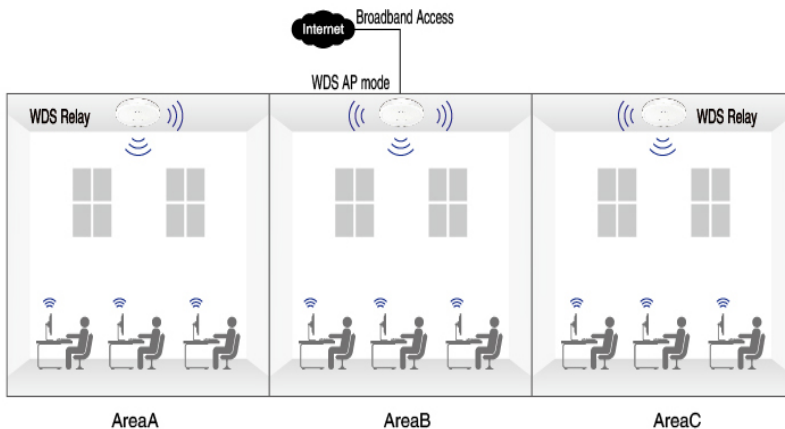 Broadband Access
Internet
WDS AP mode
WDS Relay
WDS Relay
AreaA
AreaB
AreaC